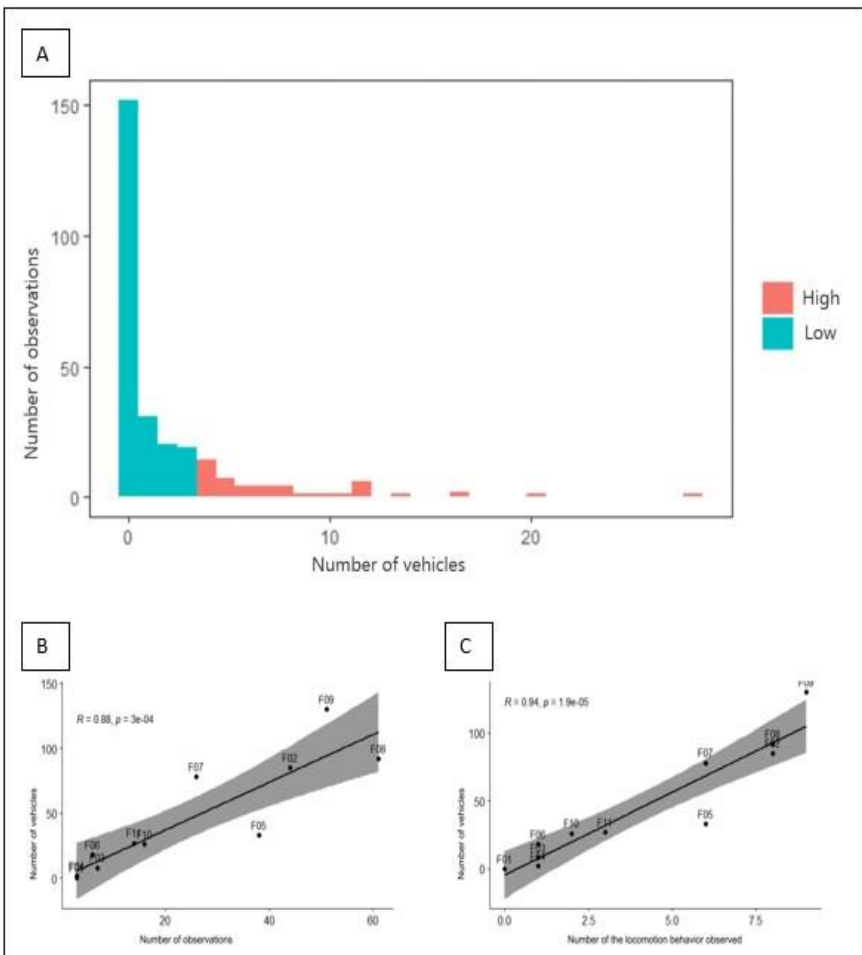 A
Number of observations
150
100
50
0
0 10 20
Number of vehicles
High
Low
B
Number of vehicles
150
100
50
0
R = 0.88, p = 3e-04
F09
F08
F02
F07
F05
F10
F06
20 40 60
Number of observations
C
Number of vehicles
100
50
0
R = 0.94, p = 1.9e-05
F09
F08
F07
F05
F11
F10
F06
F01
0.0 2.5 5.0 7.5
Number of the locomotion behavior observed